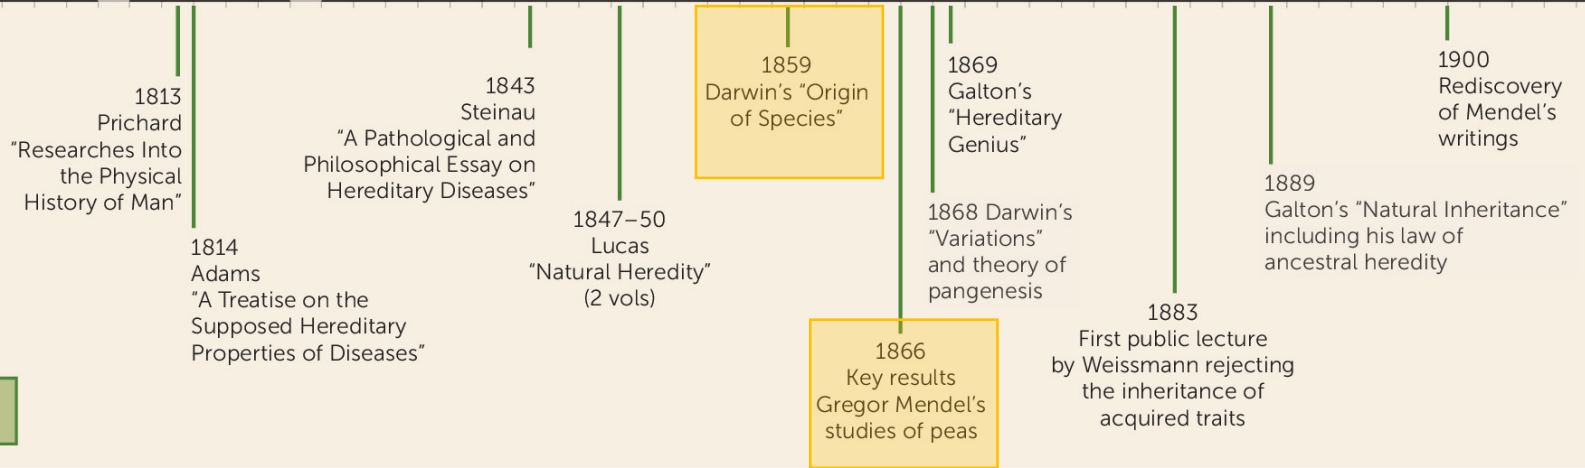 1813
Prichard
“Researches Into
the Physical
History of Man”
1814
Adams
“A Treatise on the
Supposed Hereditary
Properties of Diseases”
1843
Steinau
“A Pathological and
Philosophical Essay on
Hereditary Diseases”
1847–50
Lucas
“Natural Heredity”
(2 vols)
1859
Darwin’s “Origin
of Species”
1866
Key results
Gregor Mendel’s
studies of peas
1868 Darwin’s
“Variations”
and theory of
pangenesis
1869
Galton’s
“Hereditary
Genius”
1883
First public lecture
by Weissmann rejecting
the inheritance of
acquired traits
1889
Galton’s “Natural Inheritance”
including his law of
ancestral heredity
1900
Rediscovery
of Mendel’s
writings